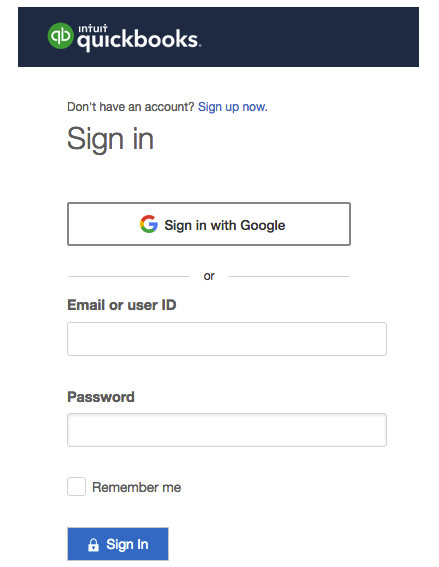 qb intuit
quickbooks.
Don't have an account? Sign up now.
Sign in
G Sign in with Google
or
Email or user ID
Password
Remember me
Sign In